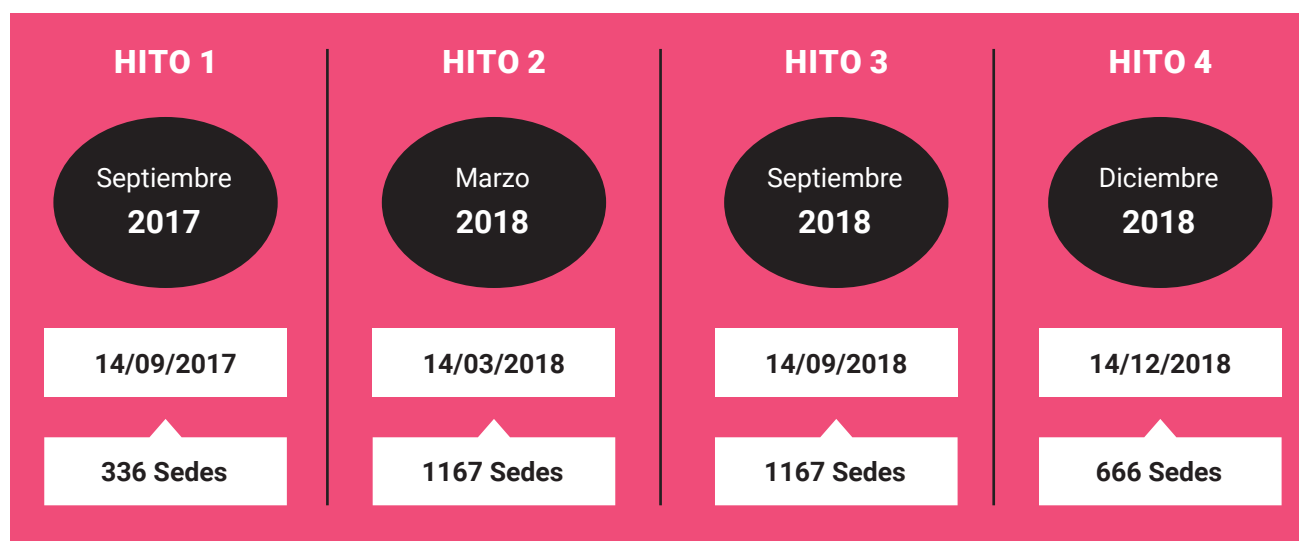 HITO 1
Septiembre
2017
14/09/2017
336 Sedes
HITO 2
Marzo
2018
14/03/2018
1167 Sedes
HITO 3
Septiembre
2018
14/09/2018
1167 Sedes
HITO 4
Diciembre
2018
14/12/2018
666 Sedes